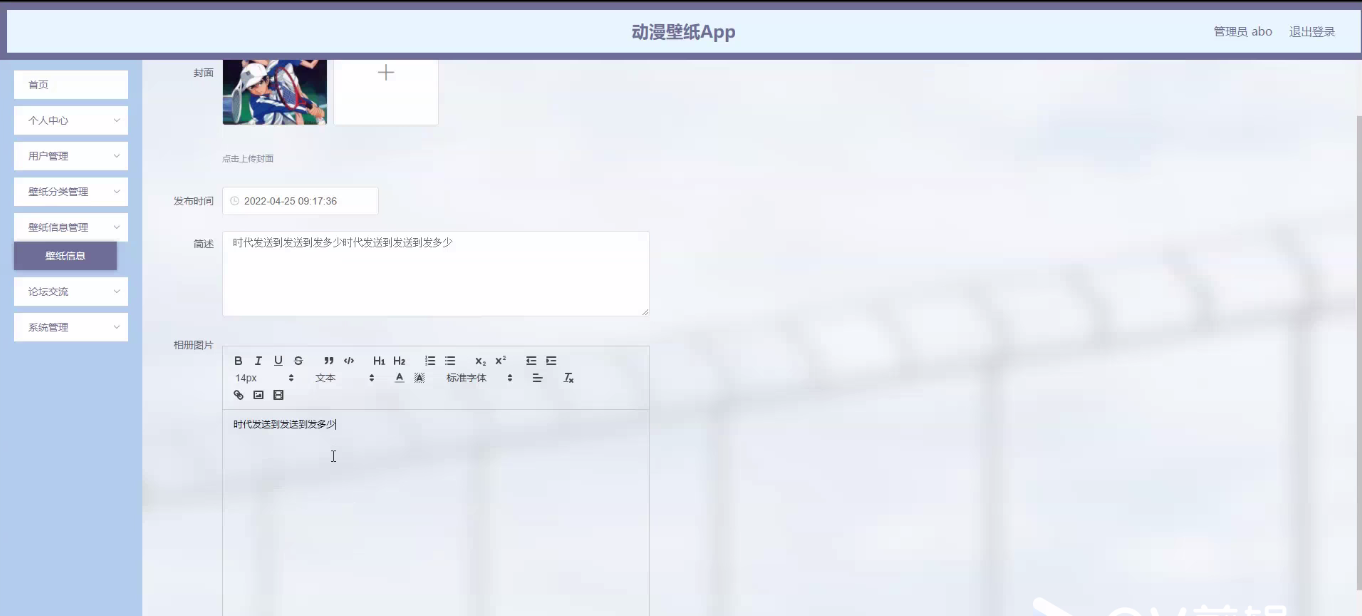 动漫壁纸App
管理员 abo 退出登录
首页
个人中心
用户管理
壁纸分类管理
壁纸信息管理
壁纸信息
论坛交流
系统管理
封面
点击上传封面
发布时间
2022-04-25 09:17:36
简述
时代发送到发送到发多少时代发送到发送到发多少
相册图片
B I U S H1 H2 X2 X2
14px 文本 A A 标准字体 Tx
时代发送到发送到发多少